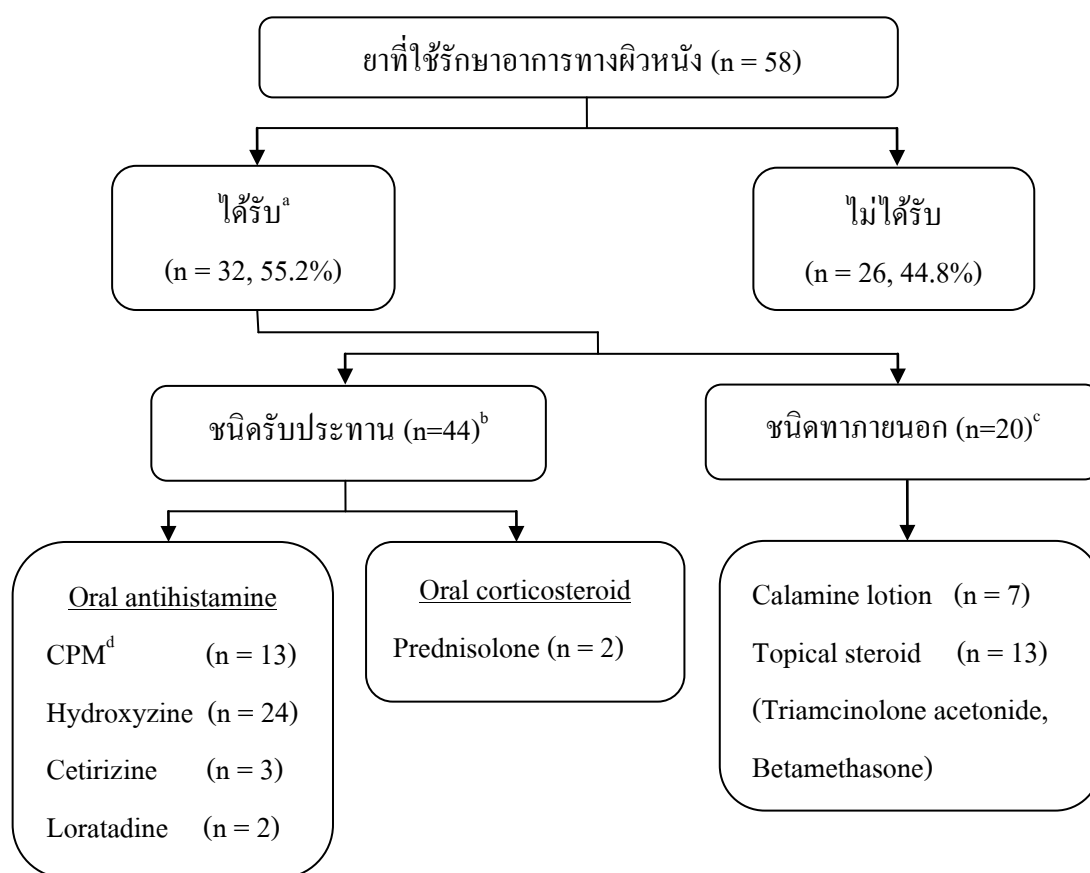 ยาที่ใช้รักษาอาการทางผิวหนัง (n = 58)
ได้รับa
(n = 32, 55.2%)
ไม่ได้รับ
(n = 26, 44.8%)
ชนิดรับประทาน (n=44)b
ชนิดทาภายนอก (n=20)c
Oral antihistamine
CPMd (n = 13)
Hydroxyzine (n = 24)
Cetirizine (n = 3)
Loratadine (n = 2)
Oral corticosteroid
Prednisolone (n = 2)
Calamine lotion (n = 7)
Topical steroid (n = 13)
(Triamcinolone acetonide,
Betamethasone)